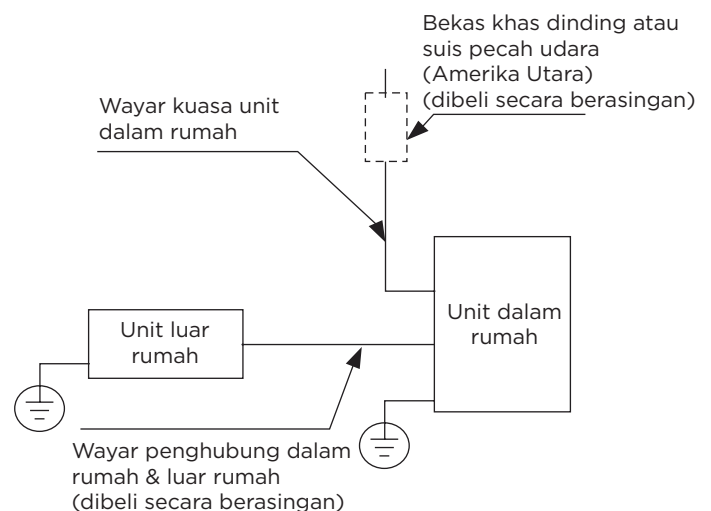 Bekas khas dinding atau
suis pecah udara
(Amerika Utara)
(dibeli secara berasingan)
Wayar kuasa unit
dalam rumah
Unit luar
rumah
Unit dalam
rumah
Wayar penghubung dalam
rumah & luar rumah
(dibeli secara berasingan)